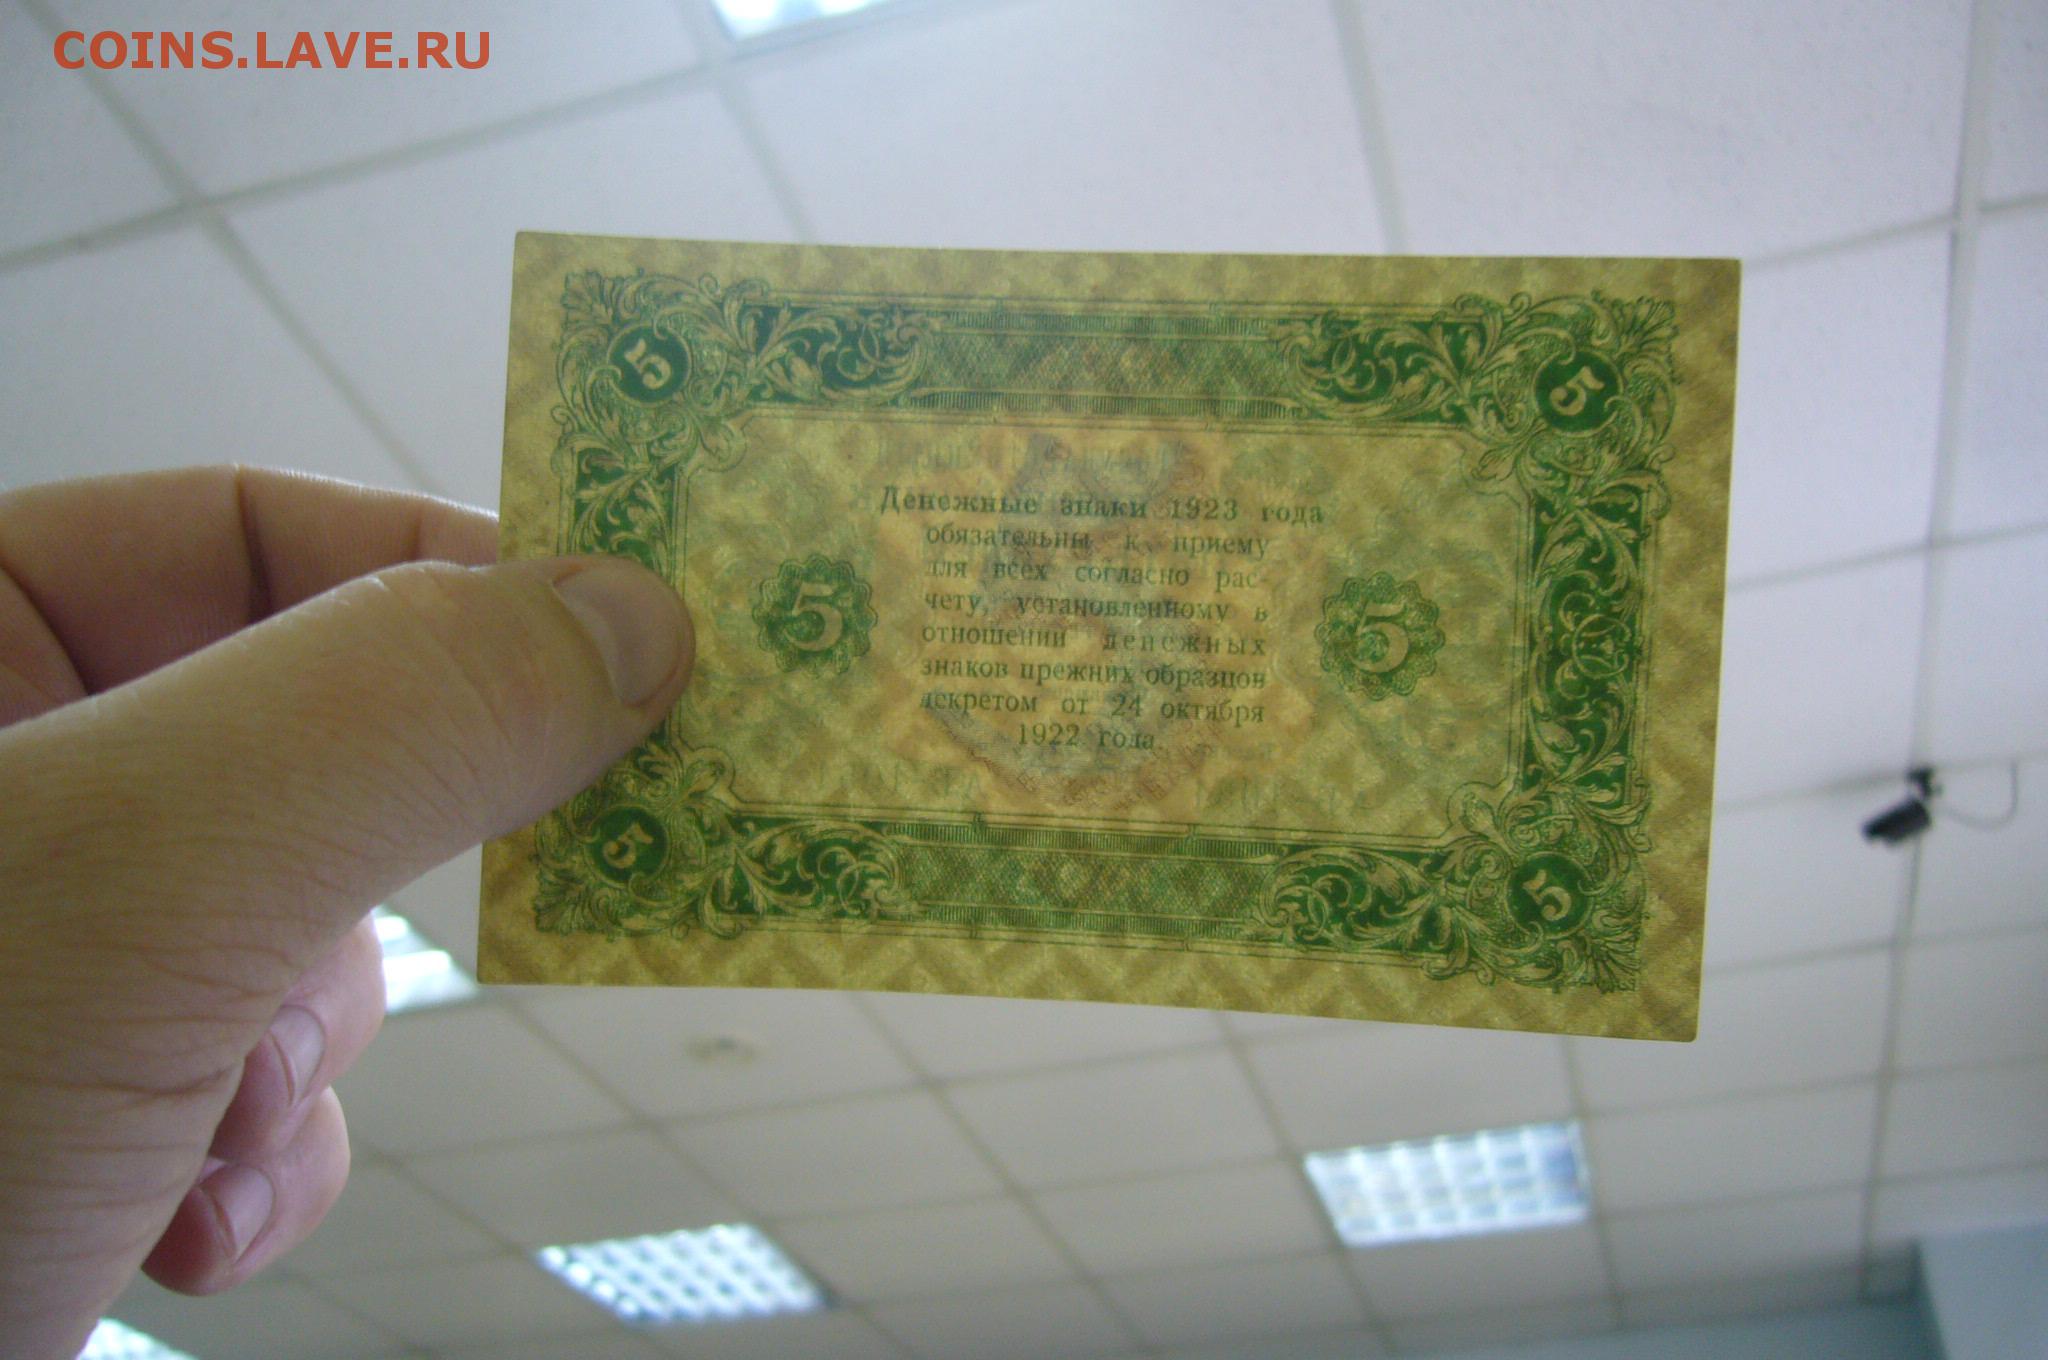 COINS.LAVE.RU
5 5
Денежные знаки 1923 года
обязательны к приему
для всех согласно рас-
чету, установленному в
отношении денежных
знаков прежних образцов
декретом от 24 октября
1922 года.
5 5
5 5